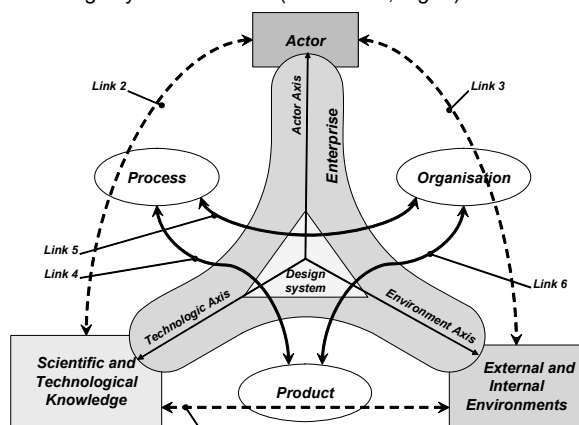 Actor
Link 2
Link 3
Actor Axis
Enterprise
Process
Organisation
Link 5
Link 4
Link 6
Design
system
Technologic Axis
Environment Axis
Scientific and
Technological
Knowledge
Product
External and
Internal
Environments